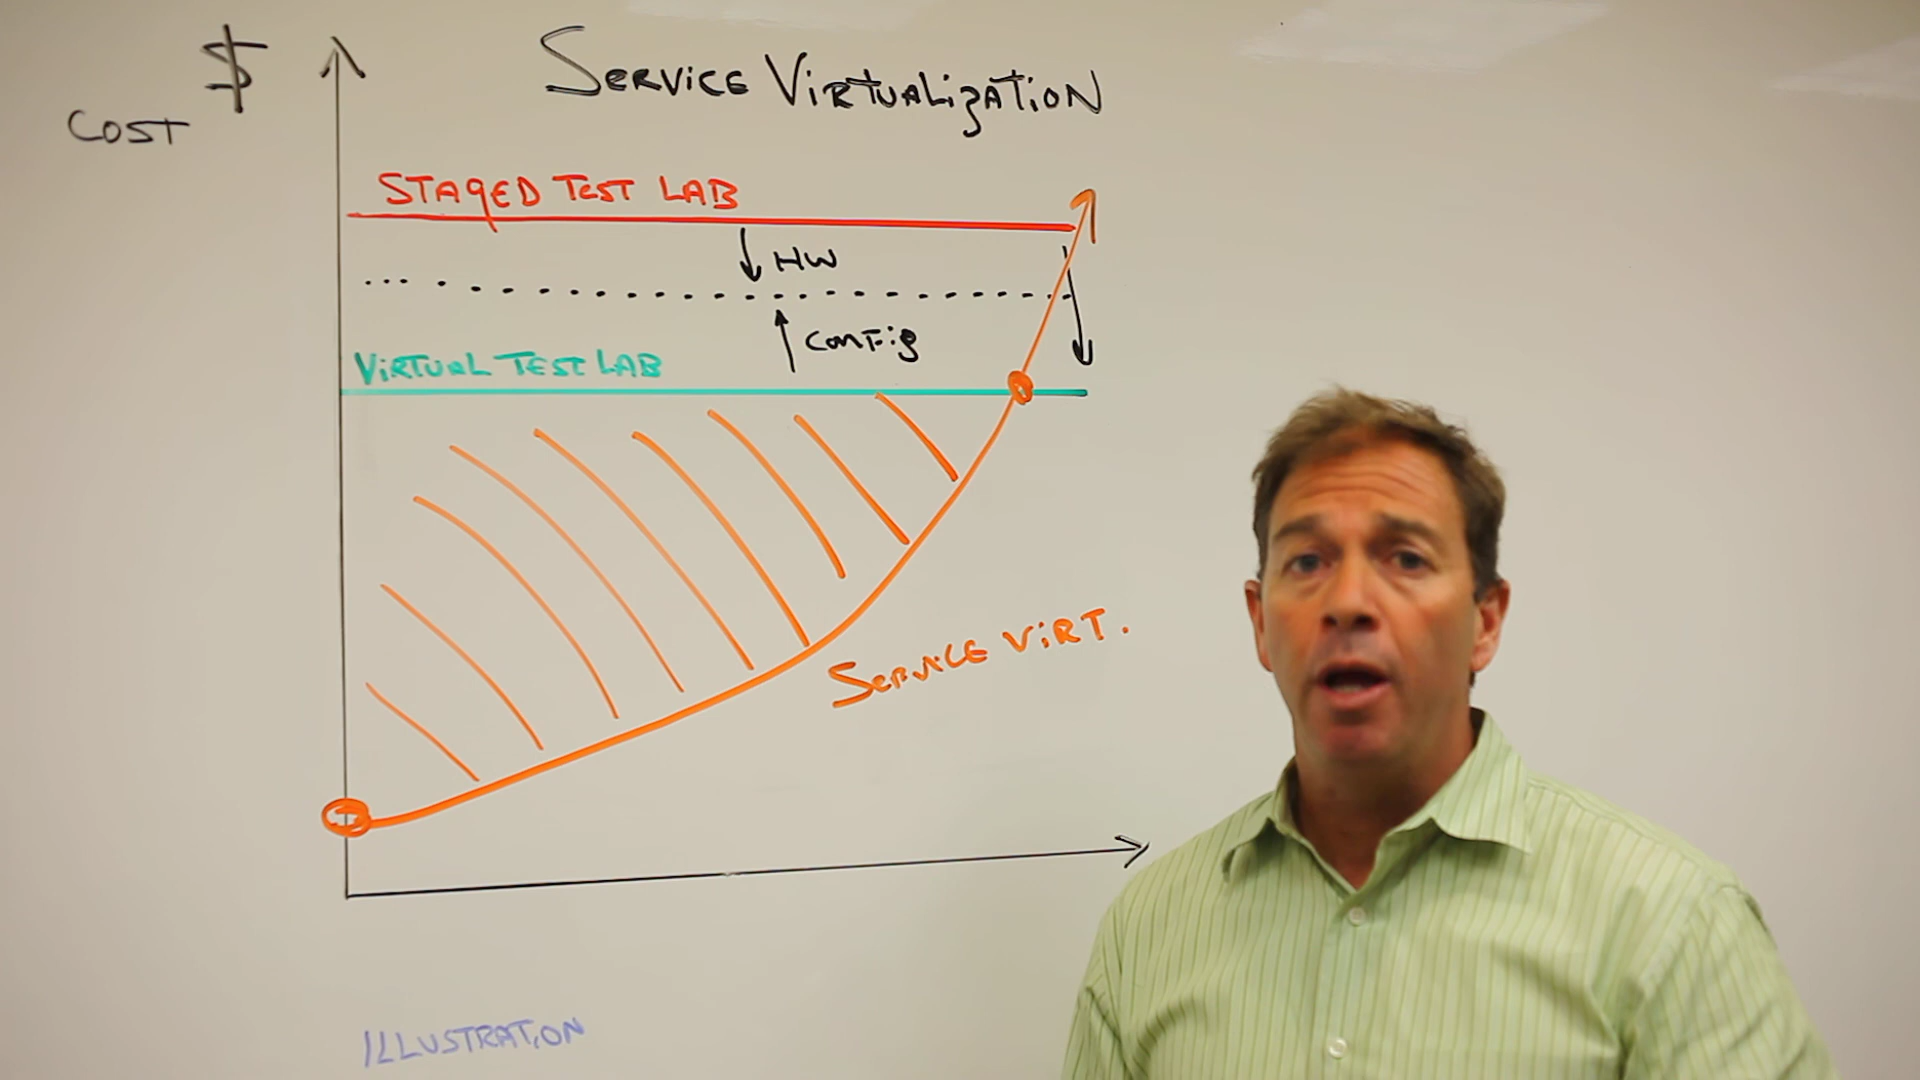 $
COST
SERVICE VIRTUALIZATION
STAGED TEST LAB
HW
CONFIG
VIRTUAL TEST LAB
SERVICE VIRT.
ILLUSTRATION